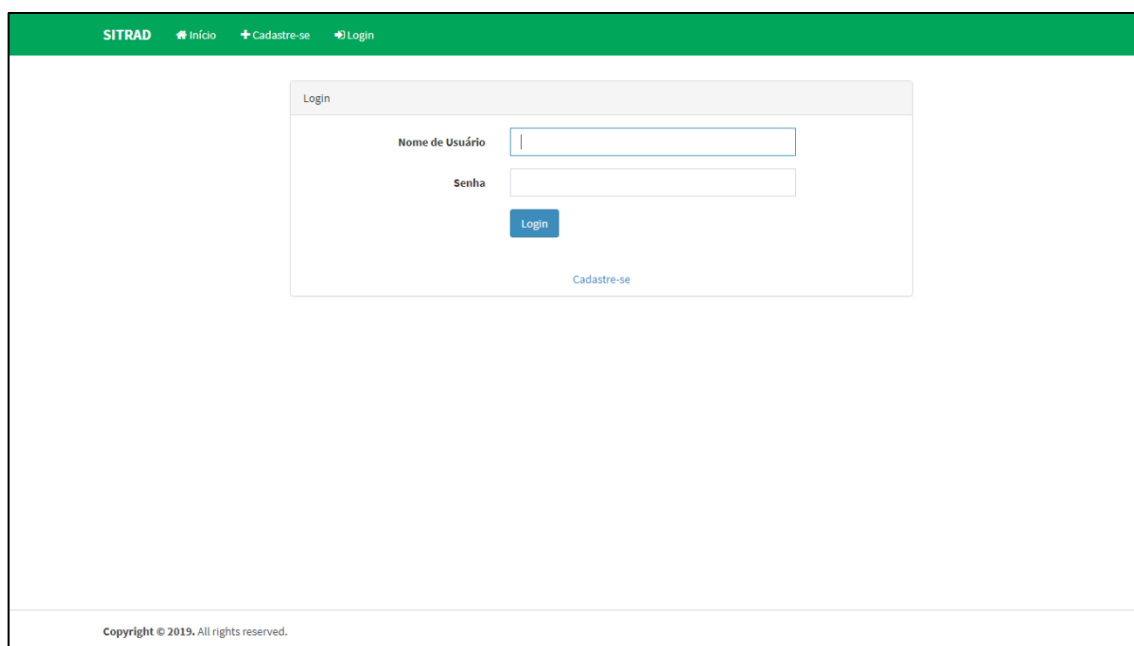 SITRAD Início Cadastre-se Login
Login
Nome de Usuário
Senha
Login
Cadastre-se
Copyright © 2019. All rights reserved.